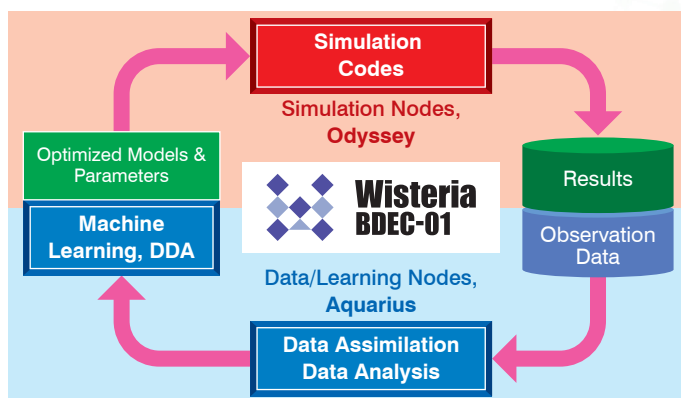 Simulation
Codes
Simulation Nodes,
Odyssey
Optimized Models &
Parameters
Machine
Learning, DDA
Wisteria
BDEC-01
Results
Observation
Data
Data/Learning Nodes,
Aquarius
Data Assimilation
Data Analysis